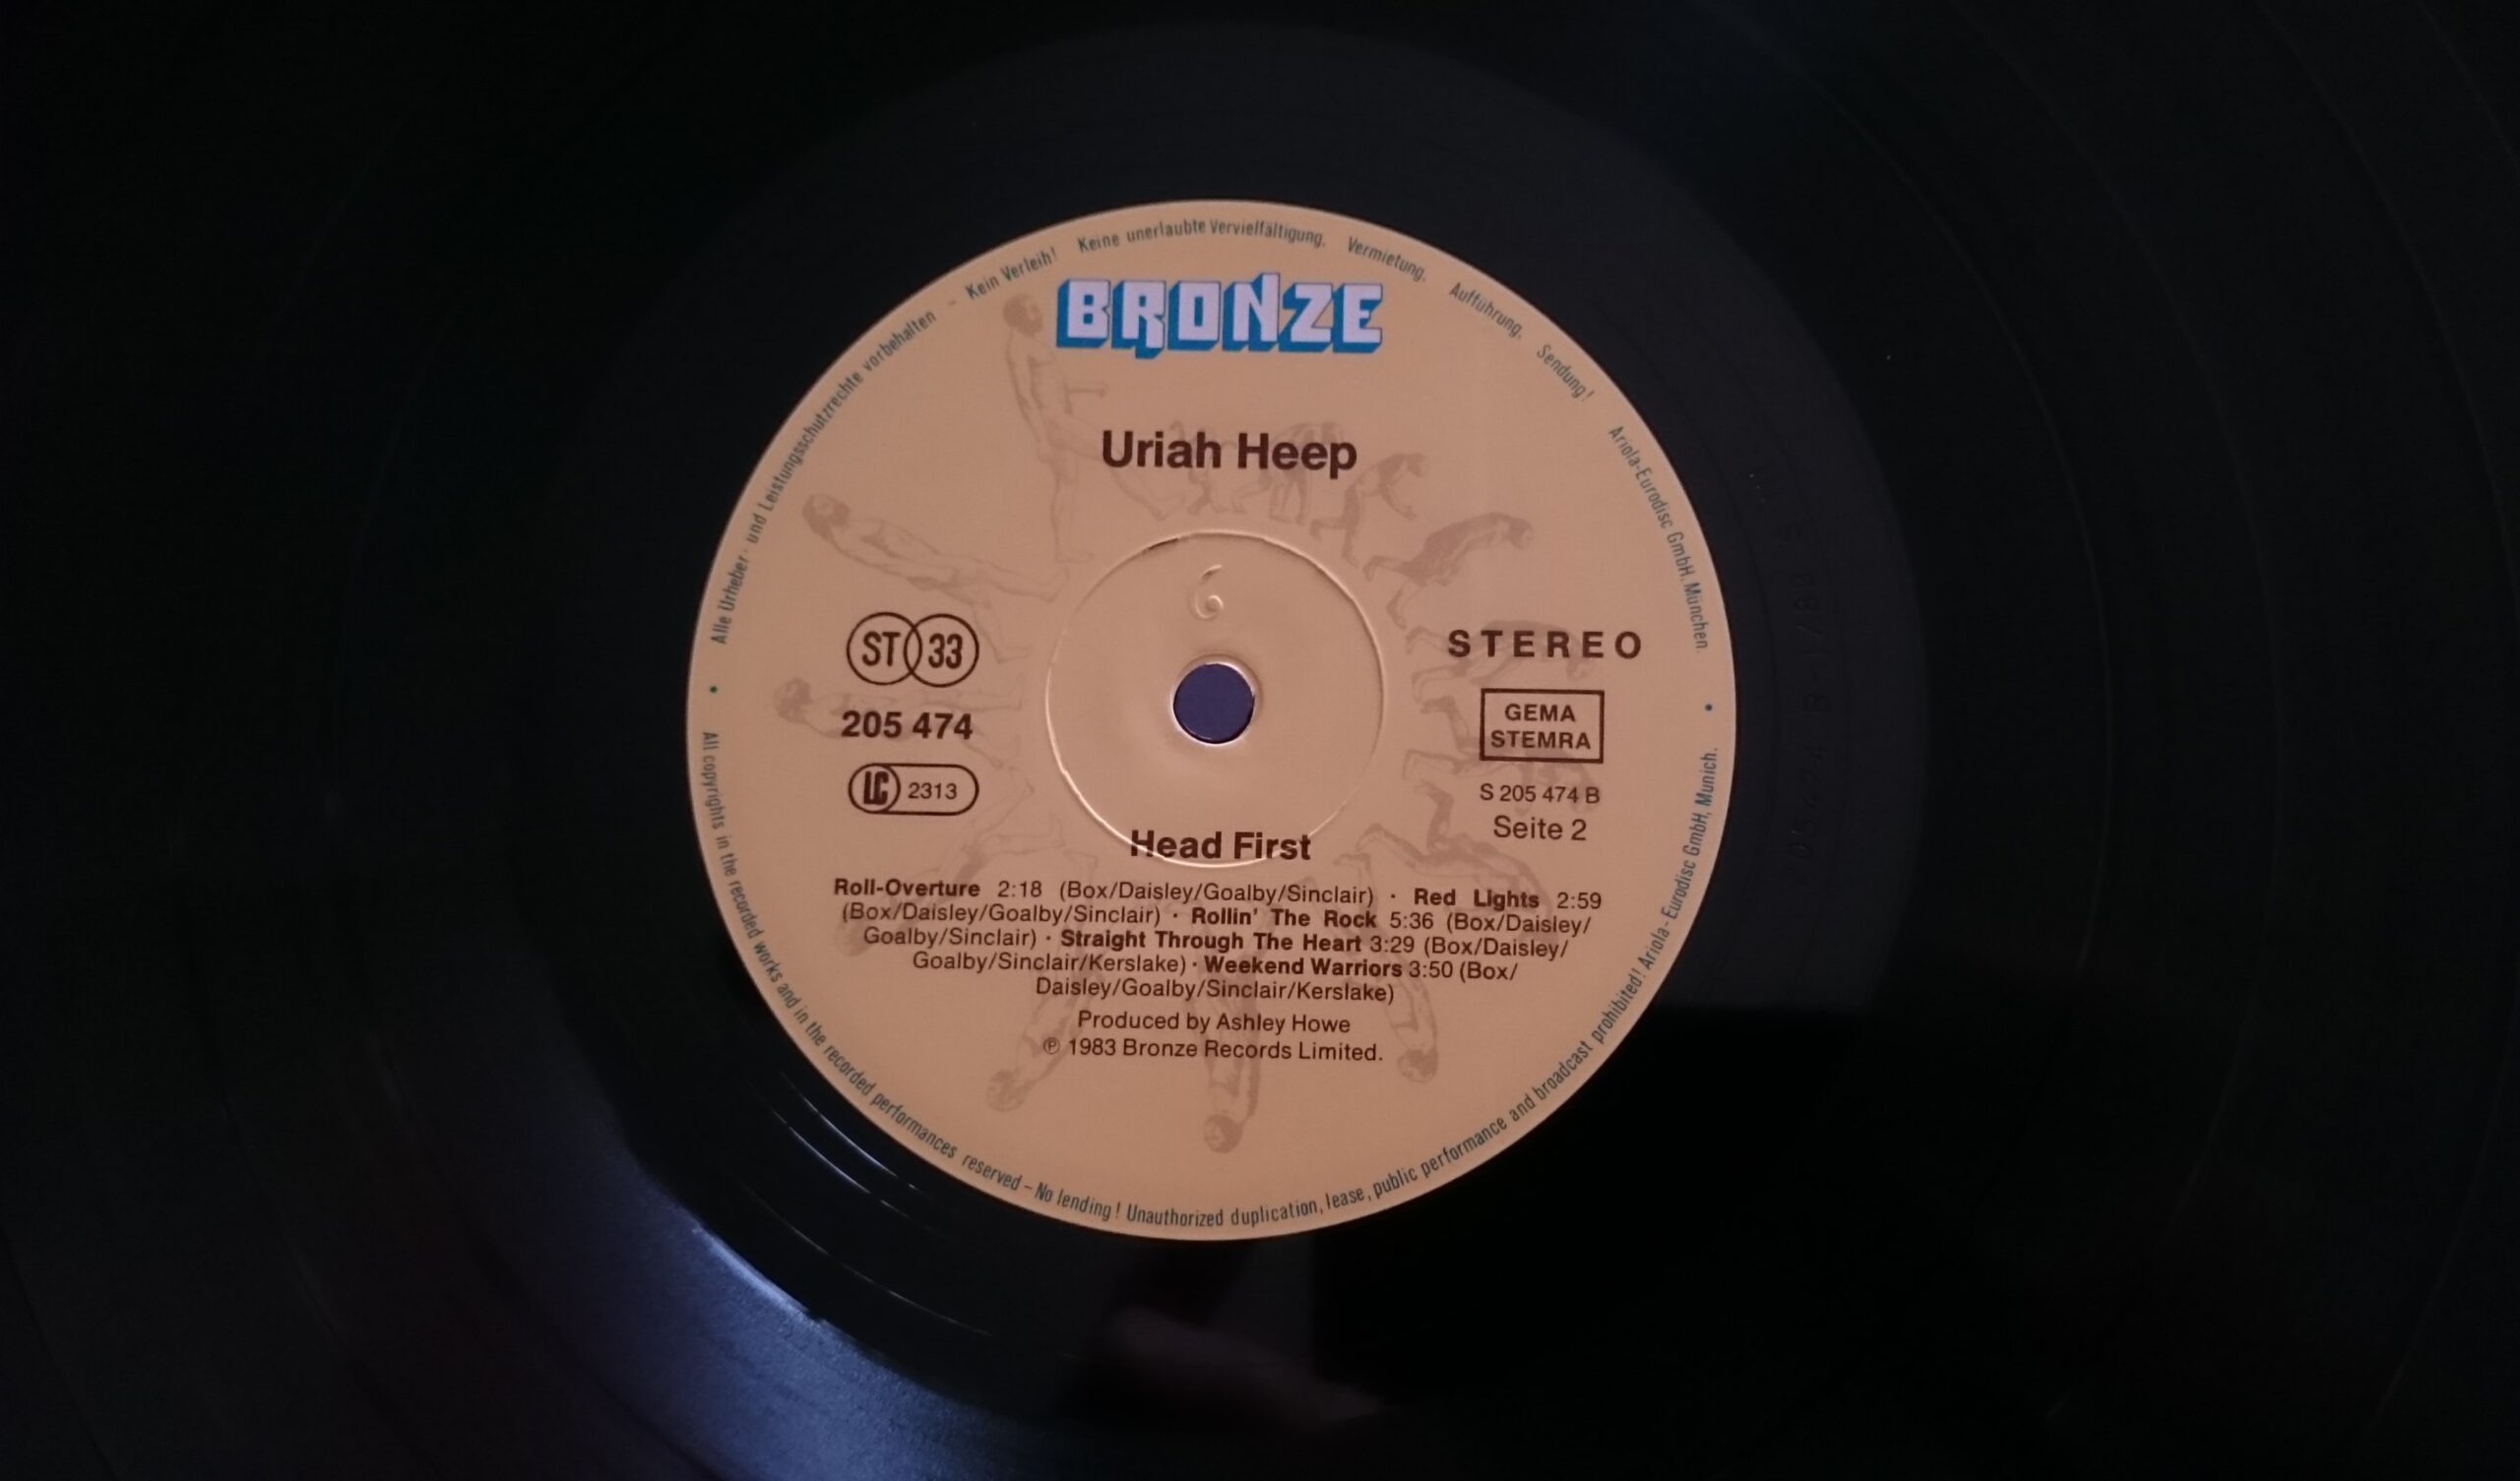 Alle Urheber- und Leistungsschutzrechte vorbehalten - Kein Verleih! Keine unerlaubte Vervielfältigung, Vermietung, Aufführung, Sendung! Ariola-Eurodisc GmbH, München.
BRONZE
Uriah Heep
6
ST 33
STEREO
205 474
GEMA
STEMRA
LC 2313
S 205 474 B
Seite 2
Head First
Roll-Overture 2:18 (Box/Daisley/Goalby/Sinclair) · Red Lights 2:59
(Box/Daisley/Goalby/Sinclair) · Rollin' The Rock 5:36 (Box/Daisley/
Goalby/Sinclair) · Straight Through The Heart 3:29 (Box/Daisley/
Goalby/Sinclair/Kerslake) · Weekend Warriors 3:50 (Box/
Daisley/Goalby/Sinclair/Kerslake)
Produced by Ashley Howe
℗ 1983 Bronze Records Limited.
All copyrights in the recorded works and in the recorded performances reserved – No lending! Unauthorized duplication, lease, public performance and broadcast prohibited! Ariola-Eurodisc GmbH, Munich.